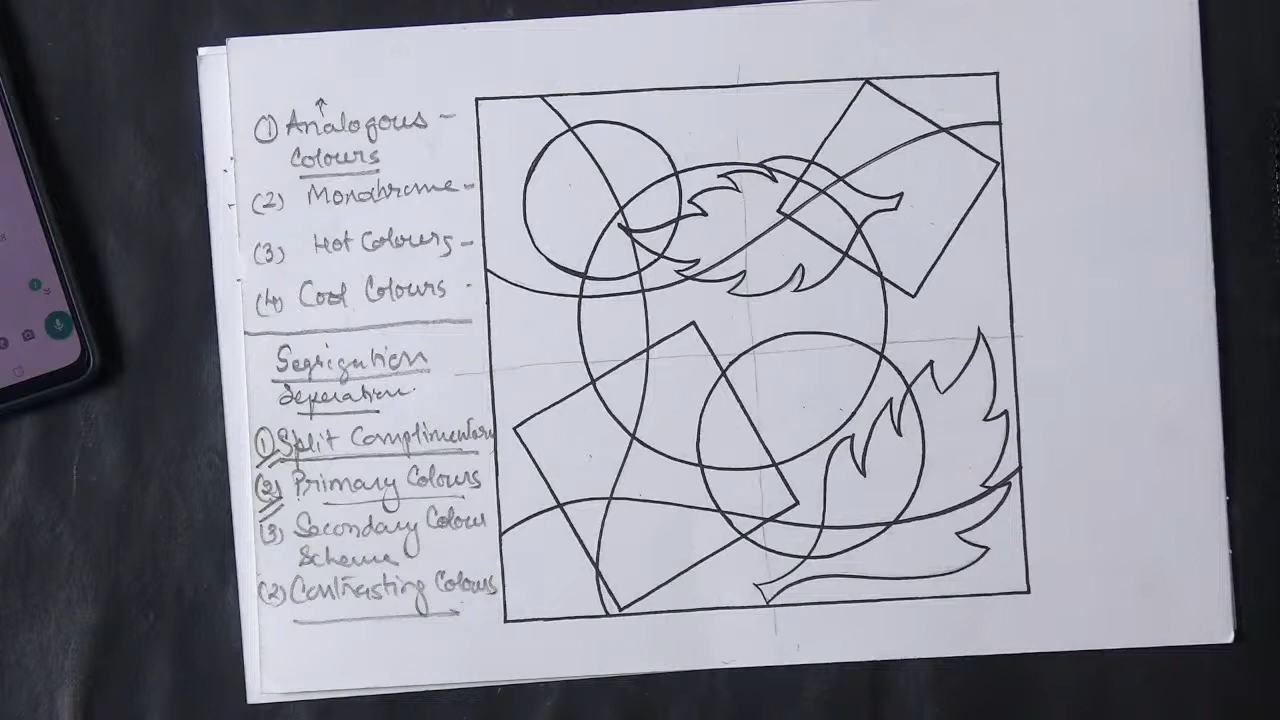 (1) Analogous -
Colours
(2) Monochrome -
(3) Hot Colours -
(4) Cool Colours -
Segrigation
Seperation
(1) Split Complimentary
(2) Primary Colours
(3) Secondary Colour
Scheme
(2) Contrasting Colours